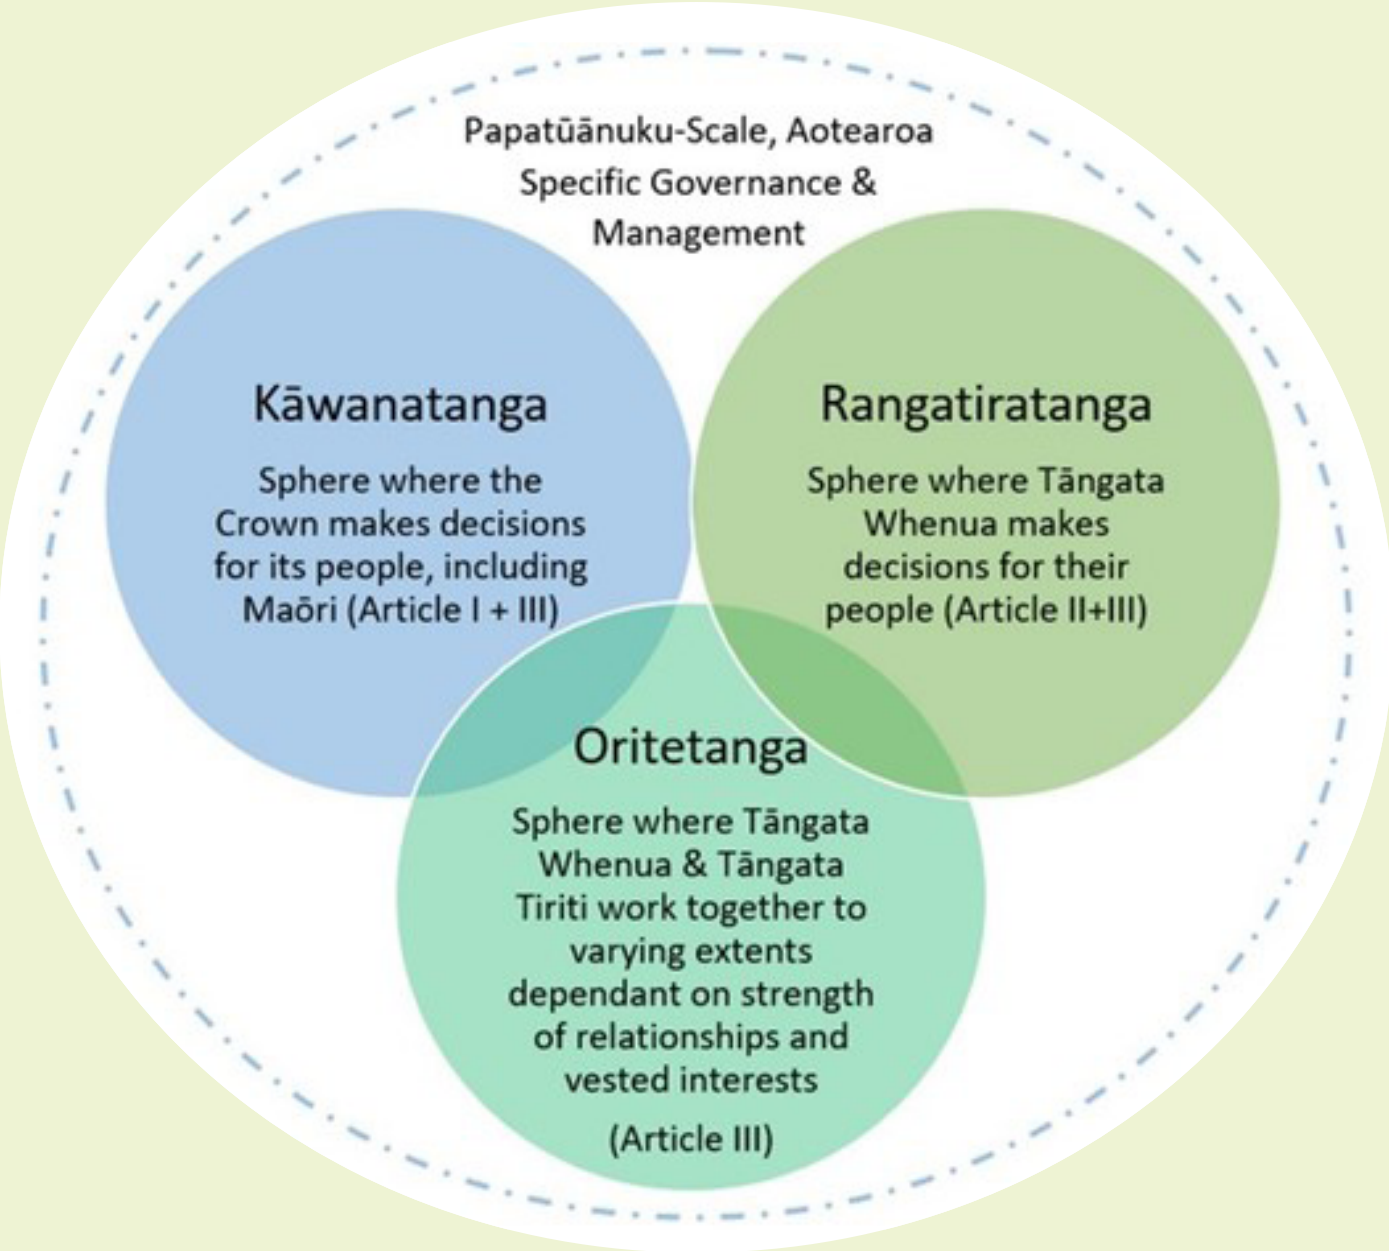 Papatūānuku-Scale, Aotearoa
Specific Governance &
Management
Kāwanatanga
Sphere where the
Crown makes decisions
for its people, including
Maōri (Article I + III)
Rangatiratanga
Sphere where Tāngata
Whenua makes
decisions for their
people (Article II+III)
Oritetanga
Sphere where Tāngata
Whenua & Tāngata
Tiriti work together to
varying extents
dependant on strength
of relationships and
vested interests
(Article III)